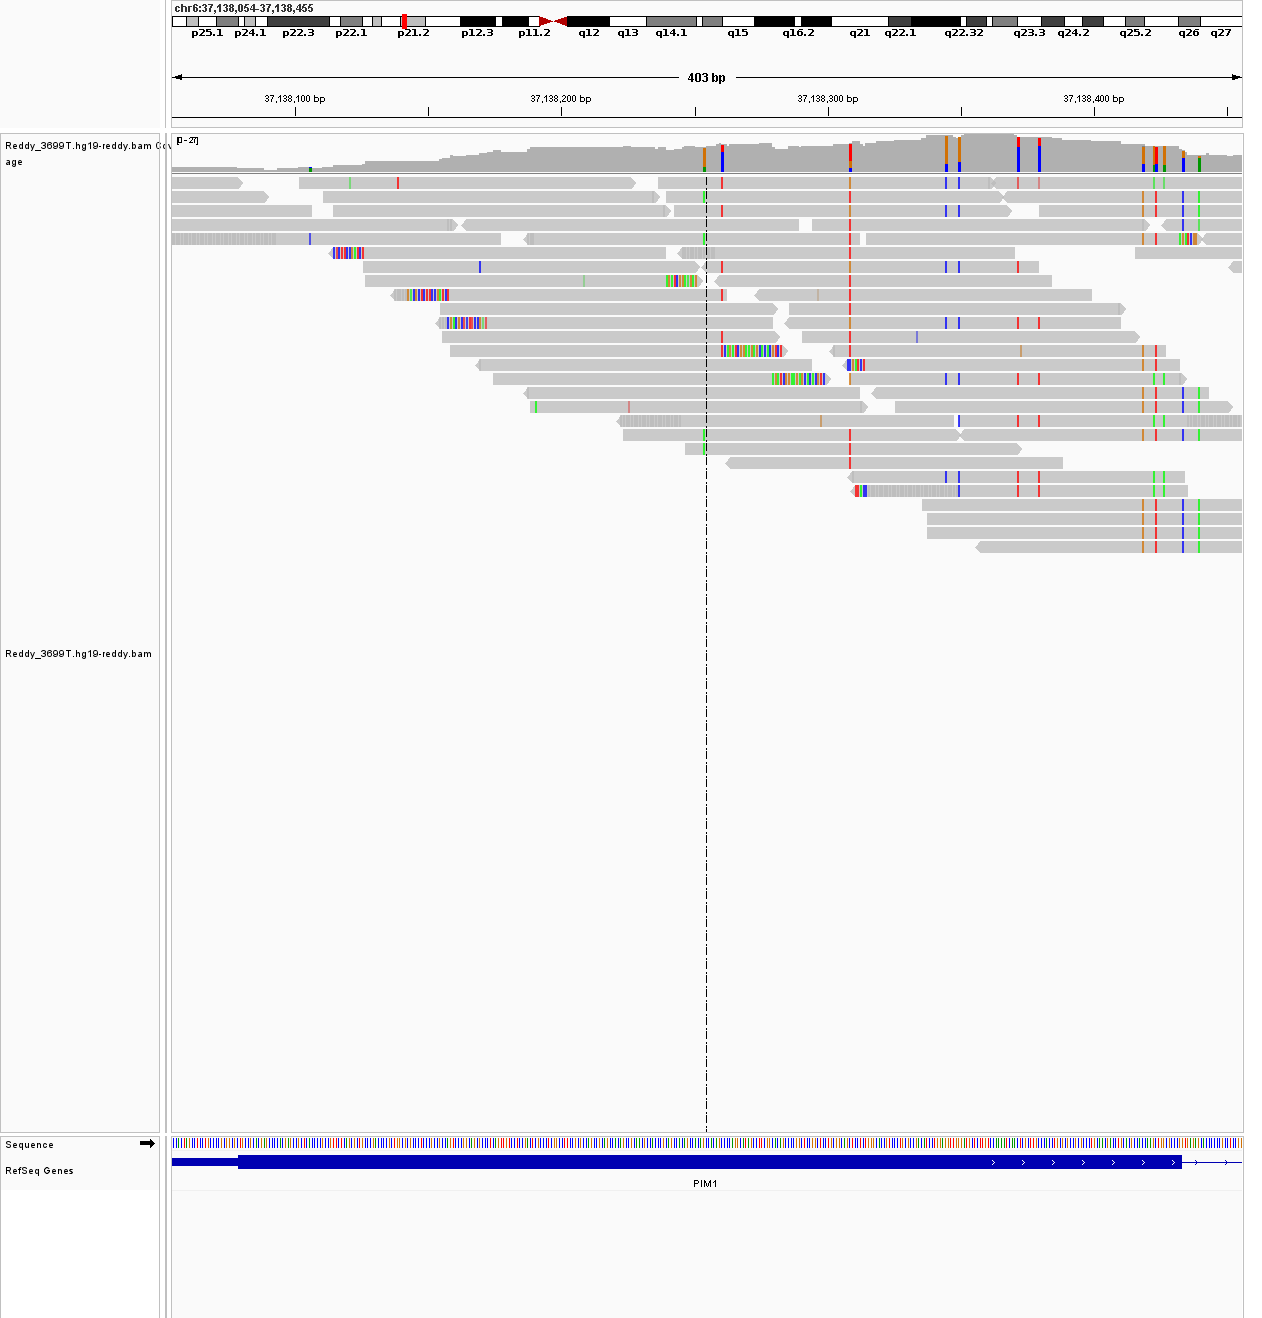 chr6:37,138,054-37,138,455
p25.1 p24.1 p22.3 p22.1 p21.2 p12.3 p11.2 q12 q13 q14.1 q15 q16.2 q21 q22.1 q22.32 q23.3 q24.2 q25.2 q26 q27
403 bp
37,138,100 bp 37,138,200 bp 37,138,300 bp 37,138,400 bp
Reddy_3699T.hg19-reddy.bam Cov
age
[0 - 27]
Reddy_3699T.hg19-reddy.bam
Sequence
RefSeq Genes
PIM1